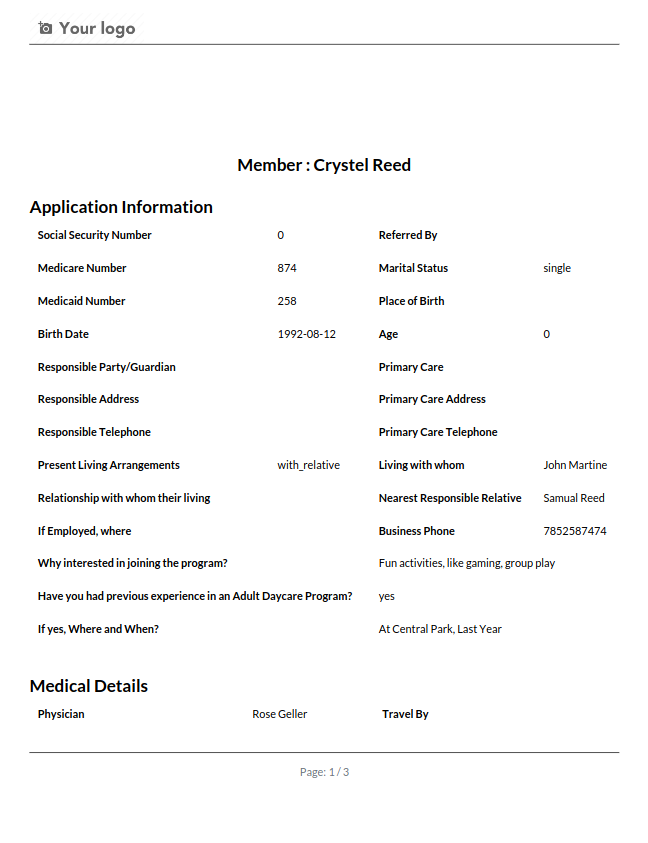 Your logo
Member : Crystel Reed
Application Information
Social Security Number 0 Referred By
Medicare Number 874 Marital Status single
Medicaid Number 258 Place of Birth
Birth Date 1992-08-12 Age 0
Responsible Party/Guardian Primary Care
Responsible Address Primary Care Address
Responsible Telephone Primary Care Telephone
Present Living Arrangements with_relative Living with whom John Martine
Relationship with whom their living Nearest Responsible Relative Samual Reed
If Employed, where Business Phone 7852587474
Why interested in joining the program? Fun activities, like gaming, group play
Have you had previous experience in an Adult Daycare Program? yes
If yes, Where and When? At Central Park, Last Year
Medical Details
Physician Rose Geller Travel By
Page: 1 / 3